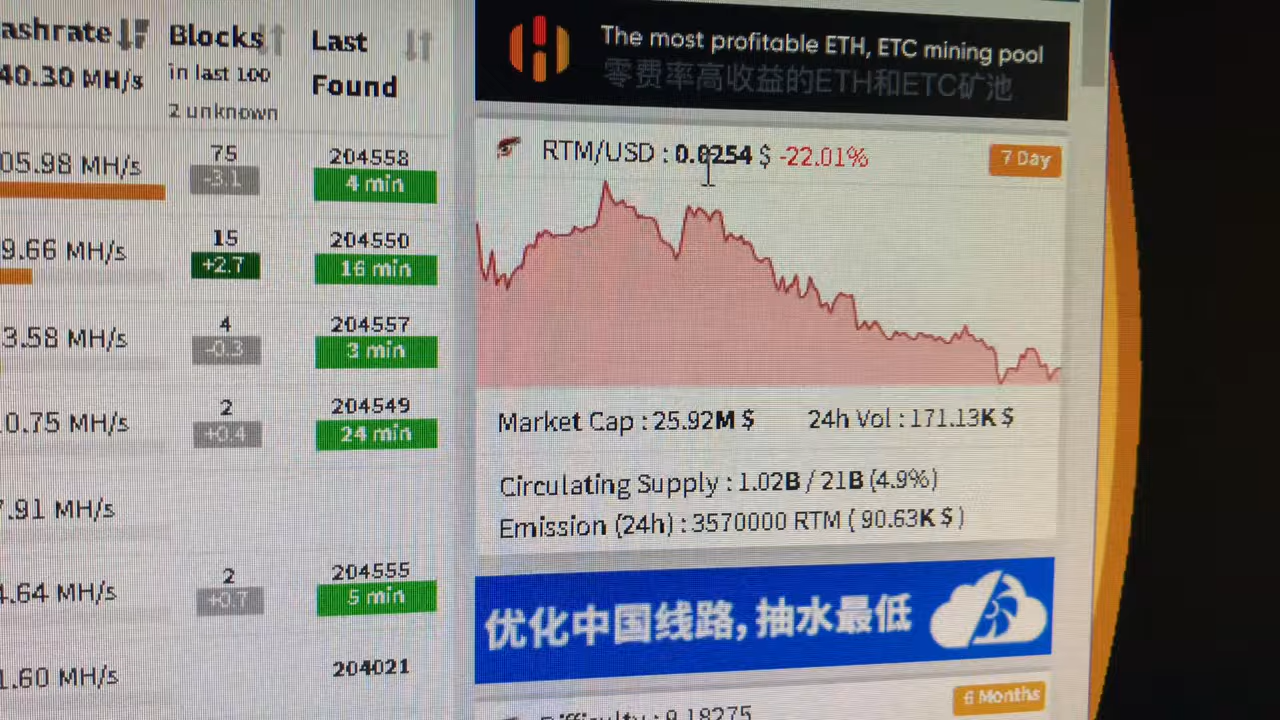 ashrate Blocks Last
40.30 MH/s in last 100 Found
2 unknown
05.98 MH/s 75 204558
-3.1 4 min
9.66 MH/s 15 204550
+2.7 16 min
3.58 MH/s 4 204557
-0.3 3 min
0.75 MH/s 2 204549
+0.4 24 min
7.91 MH/s
4.64 MH/s 2 204555
+0.7 5 min
1.60 MH/s 204021
The most profitable ETH, ETC mining pool
零费率高收益的ETH和ETC矿池
RTM/USD : 0.0254 $ -22.01% 7 Day
Market Cap : 25.92M $ 24h Vol : 171.13K $
Circulating Supply : 1.02B / 21B (4.9%)
Emission (24h) : 3570000 RTM ( 90.63K $ )
优化中国线路,抽水最低
6 Months
Difficulty : 0.18275